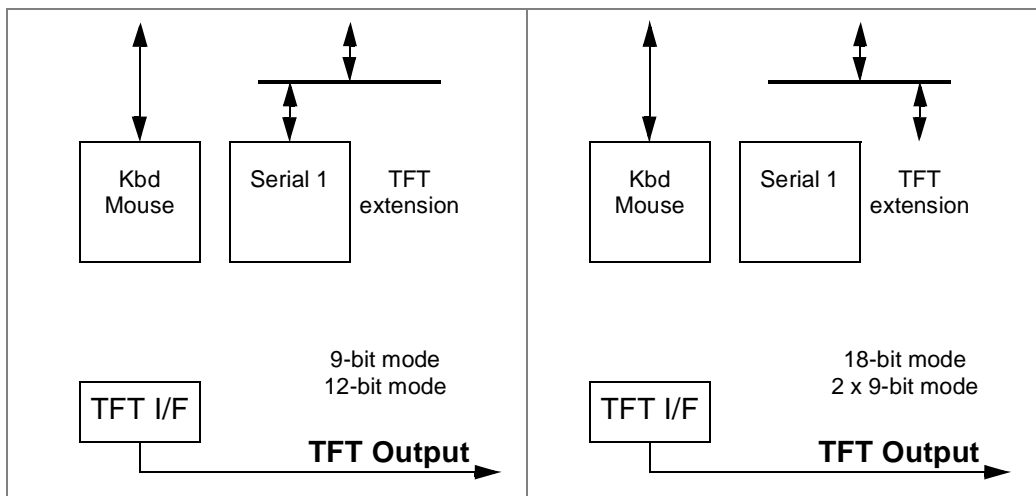 Kbd
Mouse
Serial 1
TFT
extension
9-bit mode
12-bit mode
TFT I/F
TFT Output
Kbd
Mouse
Serial 1
TFT
extension
18-bit mode
2 x 9-bit mode
TFT I/F
TFT Output